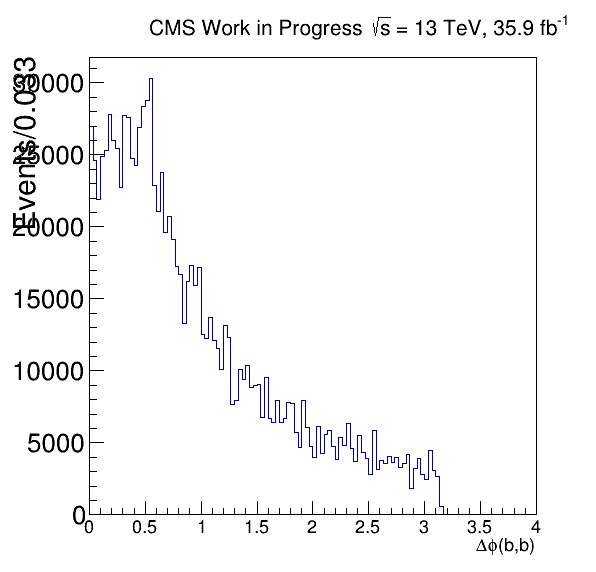 CMS Work in Progress √s = 13 TeV, 35.9 fb⁻¹
Events/0.033
30000
25000
20000
15000
10000
5000
0
0 0.5 1 1.5 2 2.5 3 3.5 4
Δϕ(b,b)